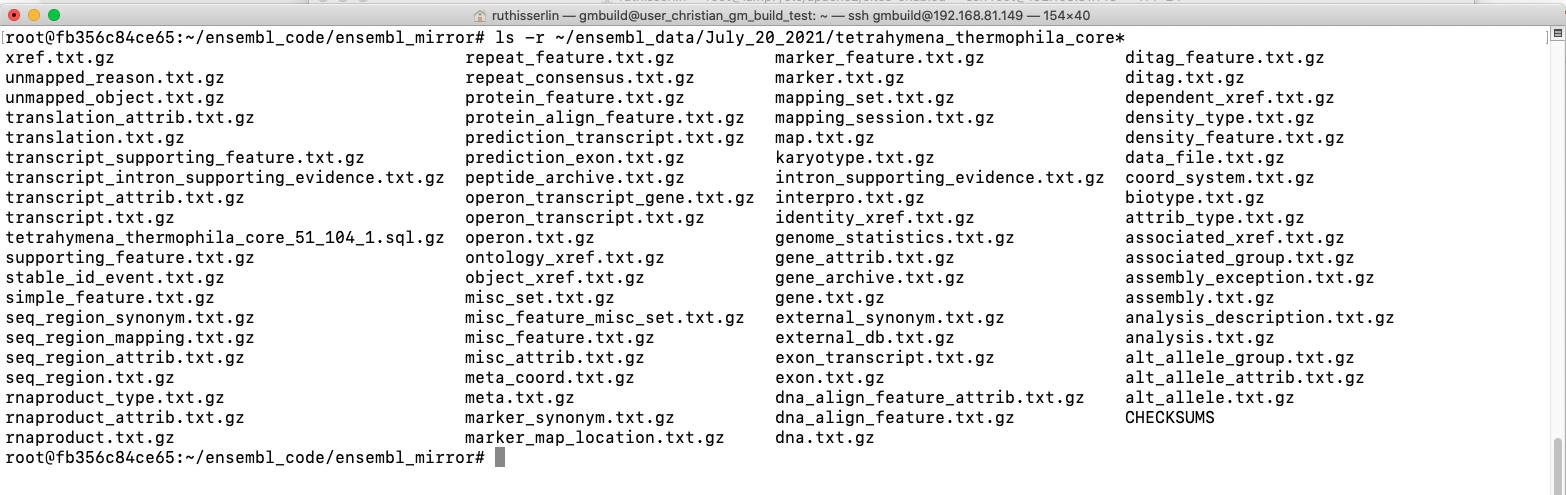 ruthisserlin — gmbuild@user_christian_gm_build_test: ~ — ssh gmbuild@192.168.81.149 — 154×40
[root@fb356c84ce65:~/ensembl_code/ensembl_mirror# ls -r ~/ensembl_data/July_20_2021/tetrahymena_thermophila_core* ]
xref.txt.gz repeat_feature.txt.gz marker_feature.txt.gz ditag_feature.txt.gz
unmapped_reason.txt.gz repeat_consensus.txt.gz marker.txt.gz ditag.txt.gz
unmapped_object.txt.gz protein_feature.txt.gz mapping_set.txt.gz dependent_xref.txt.gz
translation_attrib.txt.gz protein_align_feature.txt.gz mapping_session.txt.gz density_type.txt.gz
translation.txt.gz prediction_transcript.txt.gz map.txt.gz density_feature.txt.gz
transcript_supporting_feature.txt.gz prediction_exon.txt.gz karyotype.txt.gz data_file.txt.gz
transcript_intron_supporting_evidence.txt.gz peptide_archive.txt.gz intron_supporting_evidence.txt.gz coord_system.txt.gz
transcript_attrib.txt.gz operon_transcript_gene.txt.gz interpro.txt.gz biotype.txt.gz
transcript.txt.gz operon_transcript.txt.gz identity_xref.txt.gz attrib_type.txt.gz
tetrahymena_thermophila_core_51_104_1.sql.gz operon.txt.gz genome_statistics.txt.gz associated_xref.txt.gz
supporting_feature.txt.gz ontology_xref.txt.gz gene_attrib.txt.gz associated_group.txt.gz
stable_id_event.txt.gz object_xref.txt.gz gene_archive.txt.gz assembly_exception.txt.gz
simple_feature.txt.gz misc_set.txt.gz gene.txt.gz assembly.txt.gz
seq_region_synonym.txt.gz misc_feature_misc_set.txt.gz external_synonym.txt.gz analysis_description.txt.gz
seq_region_mapping.txt.gz misc_feature.txt.gz external_db.txt.gz analysis.txt.gz
seq_region_attrib.txt.gz misc_attrib.txt.gz exon_transcript.txt.gz alt_allele_group.txt.gz
seq_region.txt.gz meta_coord.txt.gz exon.txt.gz alt_allele_attrib.txt.gz
rnaproduct_type.txt.gz meta.txt.gz dna_align_feature_attrib.txt.gz alt_allele.txt.gz
rnaproduct_attrib.txt.gz marker_synonym.txt.gz dna_align_feature.txt.gz CHECKSUMS
rnaproduct.txt.gz marker_map_location.txt.gz dna.txt.gz
root@fb356c84ce65:~/ensembl_code/ensembl_mirror#